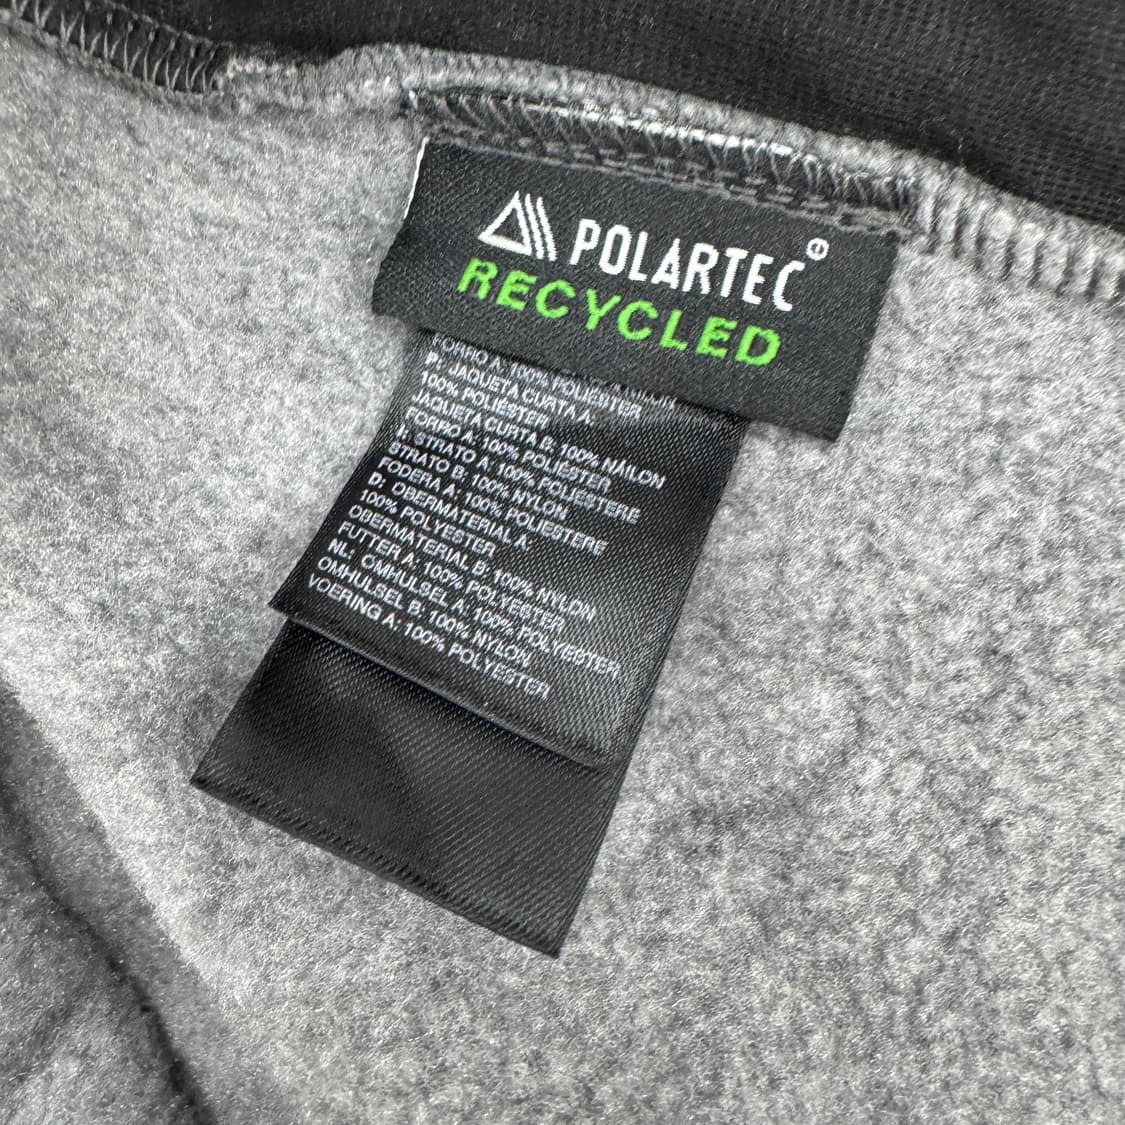 POLARTEC®
RECYCLED
FORRO A: 100% POLIÉSTER
P: JAQUETA CURTA A:
100% POLIÉSTER
JAQUETA CURTA B: 100% NÁILON
FORRO A: 100% POLIÉSTER
I: STRATO A: 100% POLIESTERE
STRATO B: 100% NYLON
FODERA A: 100% POLIESTERE
D: OBERMATERIAL A:
100% POLYESTER
OBERMATERIAL B: 100% NYLON
FUTTER A: 100% POLYESTER
NL: OMHULSEL A: 100% POLYESTER
OMHULSEL B: 100% NYLON
VOERING A: 100% POLYESTER